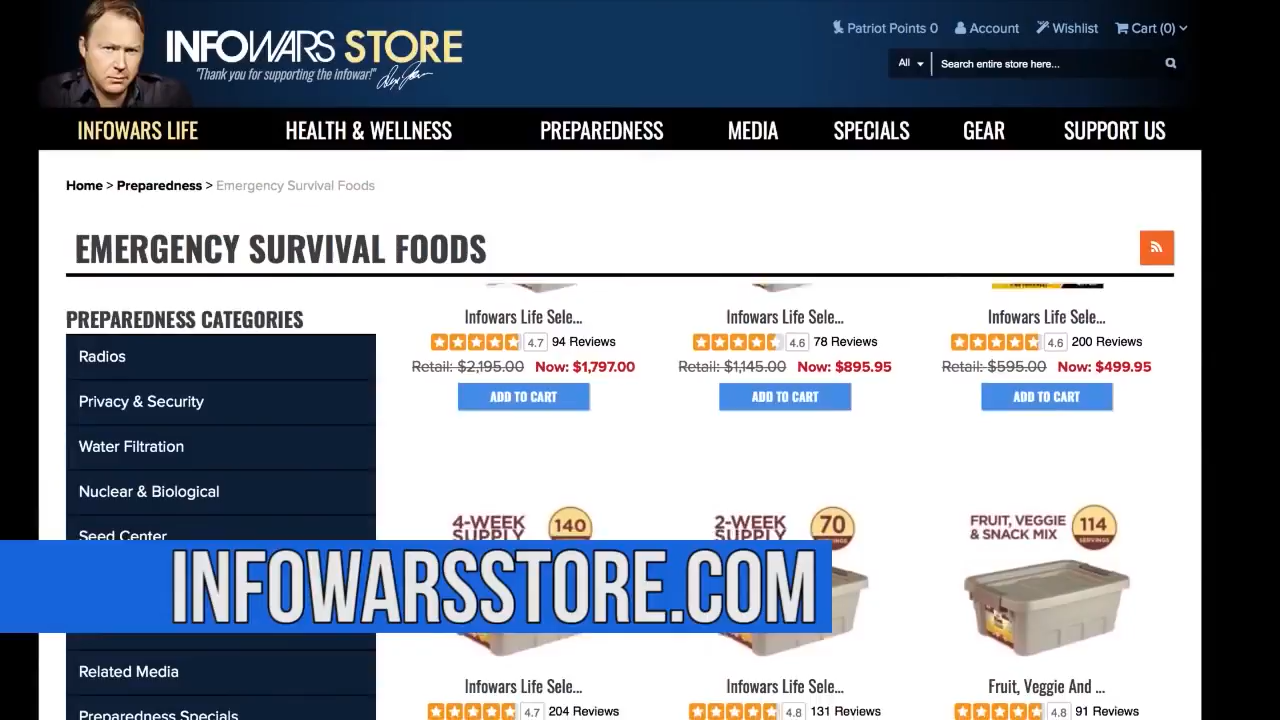 INFOWARS STORE
"Thank you for supporting the infowar!"
Patriot Points 0
Account
Wishlist
Cart (0)
All
Search entire store here...
INFOWARS LIFE
HEALTH & WELLNESS
PREPAREDNESS
MEDIA
SPECIALS
GEAR
SUPPORT US
Home > Preparedness > Emergency Survival Foods
EMERGENCY SURVIVAL FOODS
PREPAREDNESS CATEGORIES
Radios
Privacy & Security
Water Filtration
Nuclear & Biological
Seed Center
Related Media
Preparedness Specials
Infowars Life Sele...
4.7 94 Reviews
Retail: $2,195.00 Now: $1,797.00
ADD TO CART
Infowars Life Sele...
4.6 78 Reviews
Retail: $1,145.00 Now: $895.95
ADD TO CART
Infowars Life Sele...
4.6 200 Reviews
Retail: $595.00 Now: $499.95
ADD TO CART
4-WEEK
SUPPLY
140
Infowars Life Sele...
4.7 204 Reviews
2-WEEK
SUPPLY
70
Infowars Life Sele...
4.8 131 Reviews
FRUIT, VEGGIE
& SNACK MIX
114
SERVINGS
Fruit, Veggie And ...
4.8 91 Reviews
INFOWARSSTORE.COM